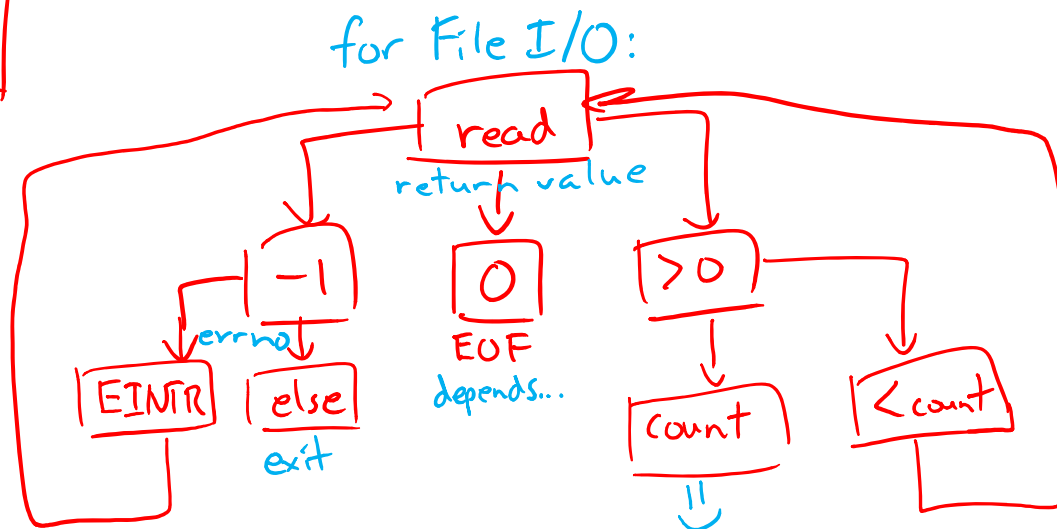 for File I/O:
read
return value
-1
0
>0
errno
EOF
EINTR
else
depends...
count
<count
exit